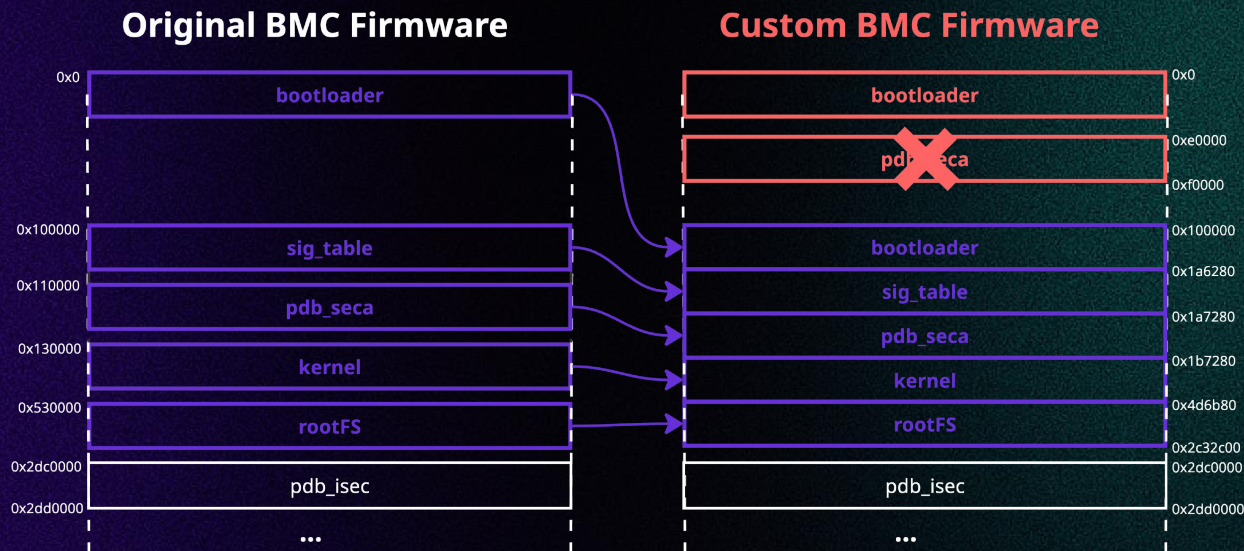 Original BMC Firmware
0x0
bootloader
0x100000
sig_table
0x110000
pdb_seca
0x130000
kernel
0x530000
rootFS
0x2dc0000
pdb_isec
0x2dd0000
...
Custom BMC Firmware
0x0
bootloader
0xe0000
pdb_seca
0xf0000
0x100000
bootloader
0x1a6280
sig_table
0x1a7280
pdb_seca
0x1b7280
kernel
0x4d6b80
rootFS
0x2c32c00
0x2dc0000
pdb_isec
0x2dd0000
...